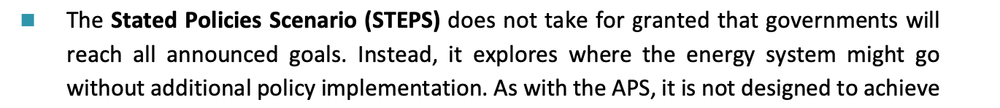 The Stated Policies Scenario (STEPS) does not take for granted that governments will
reach all announced goals. Instead, it explores where the energy system might go
without additional policy implementation. As with the APS, it is not designed to achieve